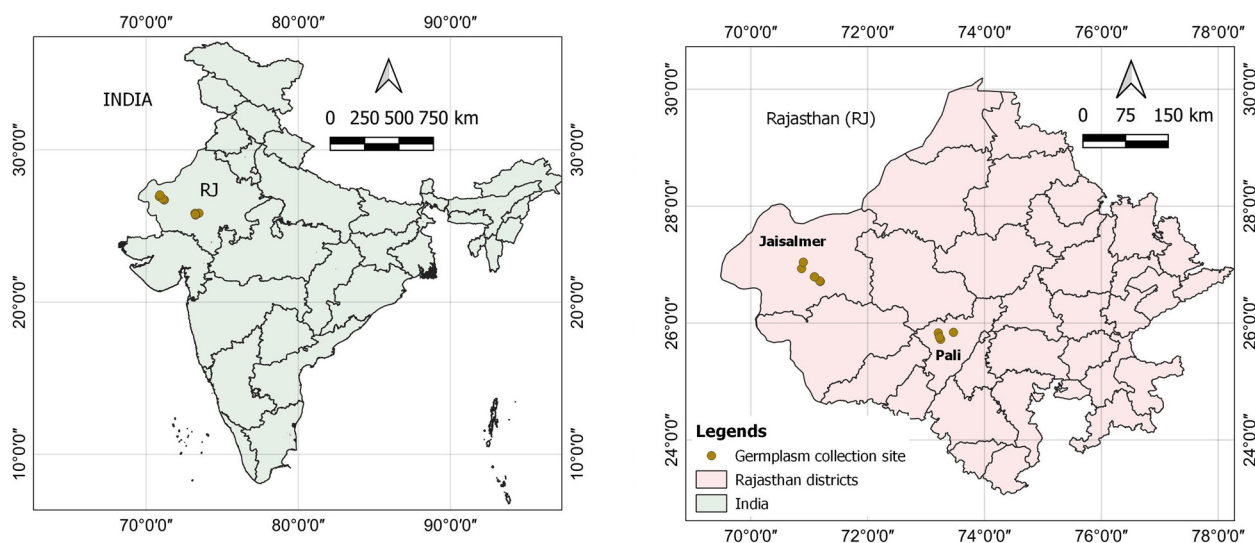 70°0′0″ 80°0′0″ 90°0′0″
INDIA
0 250 500 750 km
RJ
30°0′0″
20°0′0″
10°0′0″
30°0′0″
20°0′0″
10°0′0″
70°0′0″ 80°0′0″ 90°0′0″
70°0′0″ 72°0′0″ 74°0′0″ 76°0′0″ 78°0′0″
Rajasthan (RJ)
0 75 150 km
Jaisalmer
Pali
30°0′0″
28°0′0″
26°0′0″
24°0′0″
30°0′0″
28°0′0″
26°0′0″
24°0′0″
Legends
Germplasm collection site
Rajasthan districts
India
70°0′0″ 72°0′0″ 74°0′0″ 76°0′0″ 78°0′0″